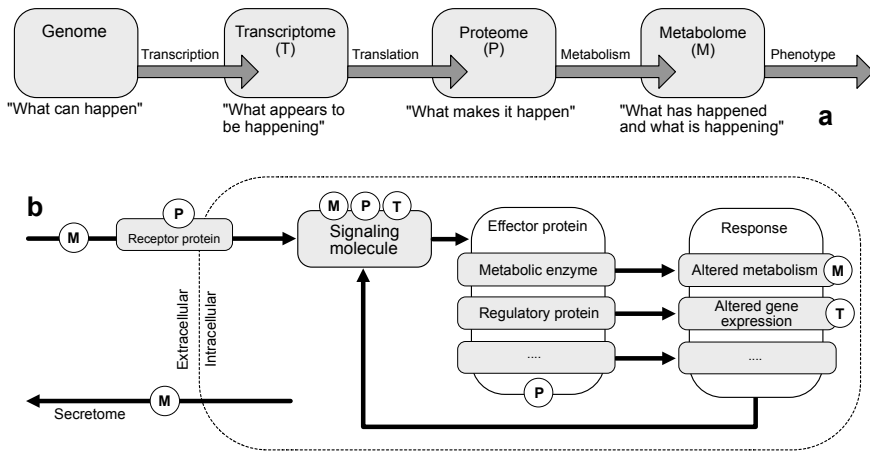 Genome
Transcription
Transcriptome
(T)
Translation
Proteome
(P)
Metabolism
Metabolome
(M)
Phenotype
"What can happen"
"What appears to
be happening"
"What makes it happen"
"What has happened
and what is happening"
a
b
M
P
Receptor protein
Extracellular
Intracellular
M P T
Signaling
molecule
Effector protein
Metabolic enzyme
Regulatory protein
....
P
Response
Altered metabolism
M
Altered gene
expression
T
....
M
Secretome